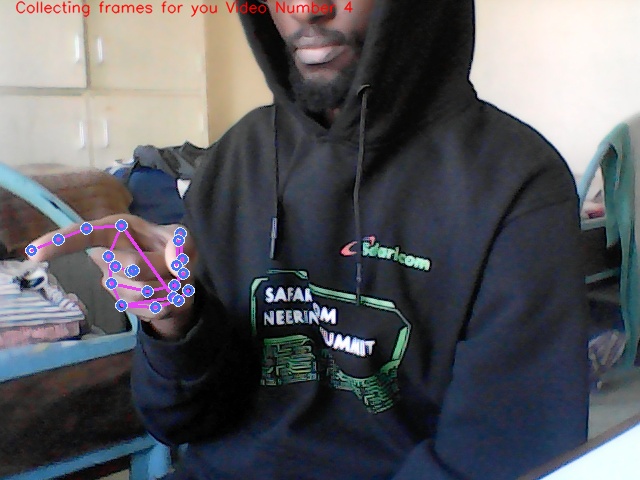 Collecting frames for you Video Number 4
Safaricom
SAFAR
NEERIN
UMMIT